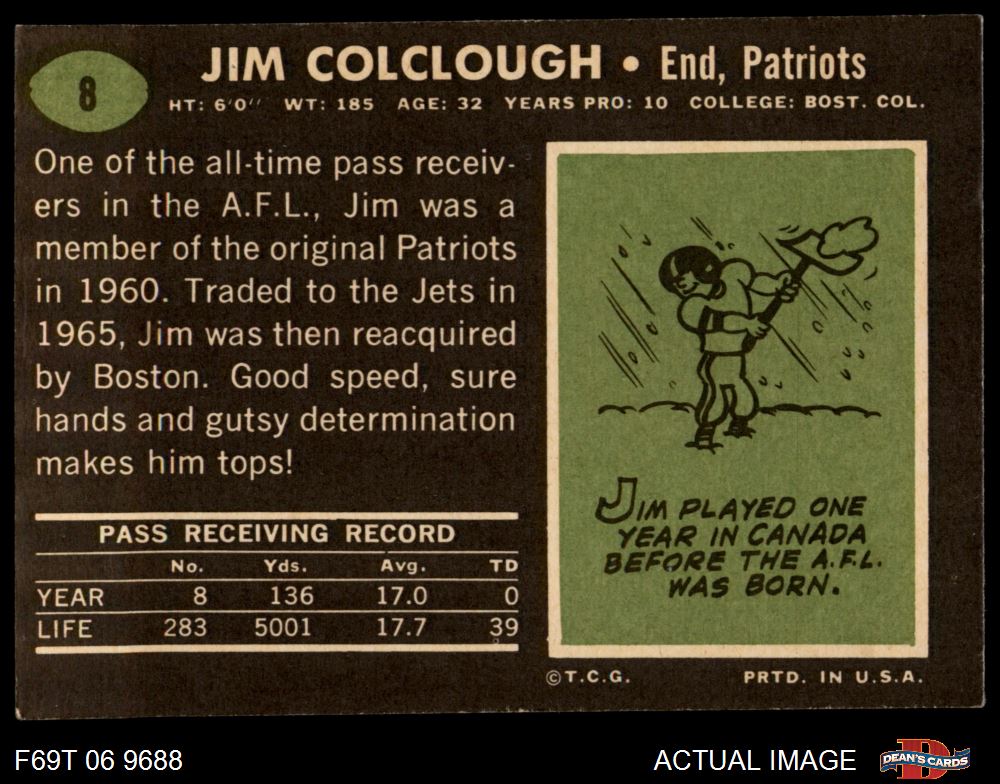 8
JIM COLCLOUGH • End, Patriots
HT: 6'0" WT: 185 AGE: 32 YEARS PRO: 10 COLLEGE: BOST. COL.
One of the all-time pass receiv-
ers in the A.F.L., Jim was a
member of the original Patriots
in 1960. Traded to the Jets in
1965, Jim was then reacquired
by Boston. Good speed, sure
hands and gutsy determination
makes him tops!
PASS RECEIVING RECORD
No. Yds. Avg. TD
YEAR 8 136 17.0 0
LIFE 283 5001 17.7 39
JIM PLAYED ONE
YEAR IN CANADA
BEFORE THE A.F.L.
WAS BORN.
©T.C.G. PRTD. IN U.S.A.
F69T 06 9688 ACTUAL IMAGE DEAN'S CARDS